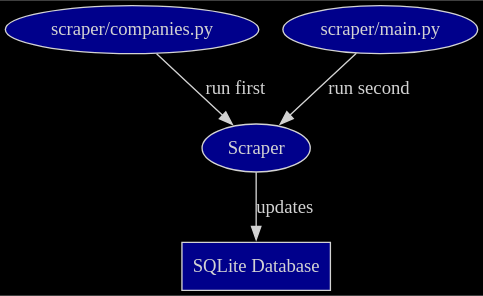 scraper/companies.py
scraper/main.py
run first
run second
Scraper
updates
SQLite Database